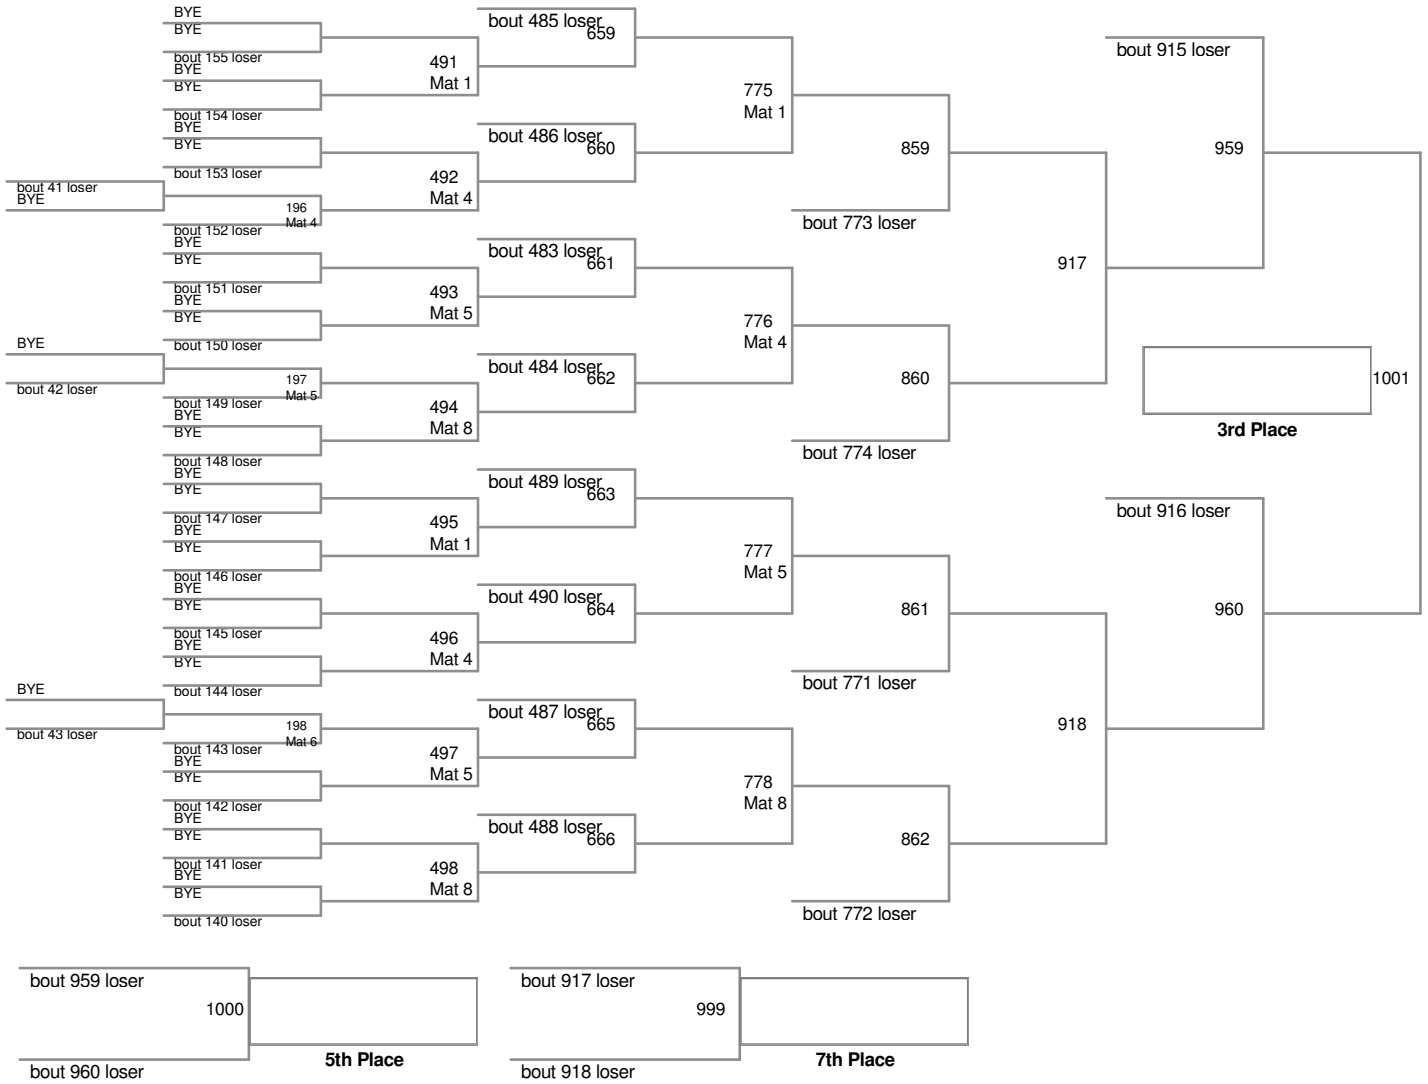 BYE
BYE
bout 155 loser
BYE
BYE
bout 154 loser
BYE
BYE
bout 153 loser
bout 41 loser
BYE
196
Mat 4
bout 152 loser
BYE
BYE
bout 151 loser
BYE
BYE
bout 150 loser
BYE
bout 42 loser
197
Mat 5
bout 149 loser
BYE
BYE
bout 148 loser
BYE
BYE
bout 147 loser
BYE
BYE
bout 146 loser
BYE
BYE
bout 145 loser
BYE
BYE
bout 144 loser
BYE
bout 43 loser
198
Mat 6
bout 143 loser
BYE
BYE
bout 142 loser
BYE
BYE
bout 141 loser
BYE
BYE
bout 140 loser
491
Mat 1
492
Mat 4
493
Mat 5
494
Mat 8
495
Mat 1
496
Mat 4
497
Mat 5
498
Mat 8
bout 485 loser
659
bout 486 loser
660
bout 483 loser
661
bout 484 loser
662
bout 489 loser
663
bout 490 loser
664
bout 487 loser
665
bout 488 loser
666
775
Mat 1
776
Mat 4
777
Mat 5
778
Mat 8
859
bout 773 loser
860
bout 774 loser
861
bout 771 loser
862
bout 772 loser
917
918
bout 915 loser
959
bout 916 loser
960
1001
3rd Place
bout 959 loser
1000
bout 960 loser
5th Place
bout 917 loser
999
bout 918 loser
7th Place